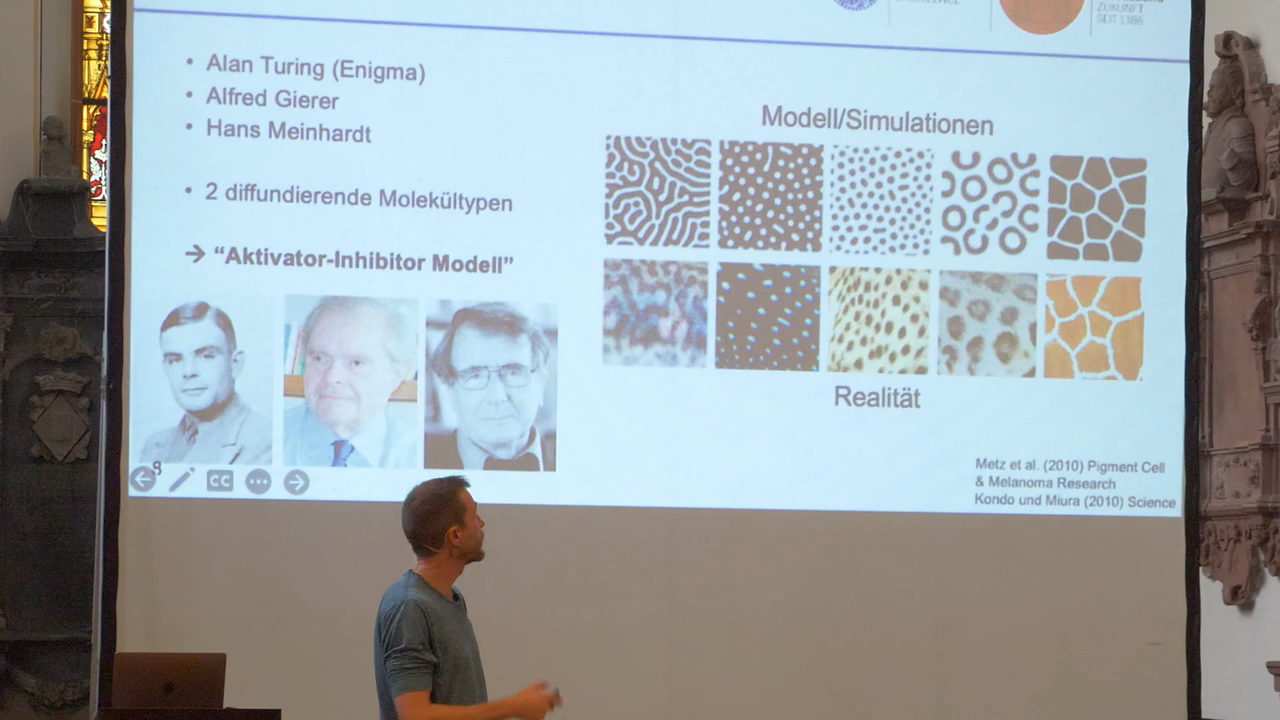 ZUKUNFT
SEIT 1386
• Alan Turing (Enigma)
• Alfred Gierer
• Hans Meinhardt
• 2 diffundierende Molekültypen
→ “Aktivator-Inhibitor Modell”
Modell/Simulationen
Realität
8
CC
Metz et al. (2010) Pigment Cell
& Melanoma Research
Kondo und Miura (2010) Science